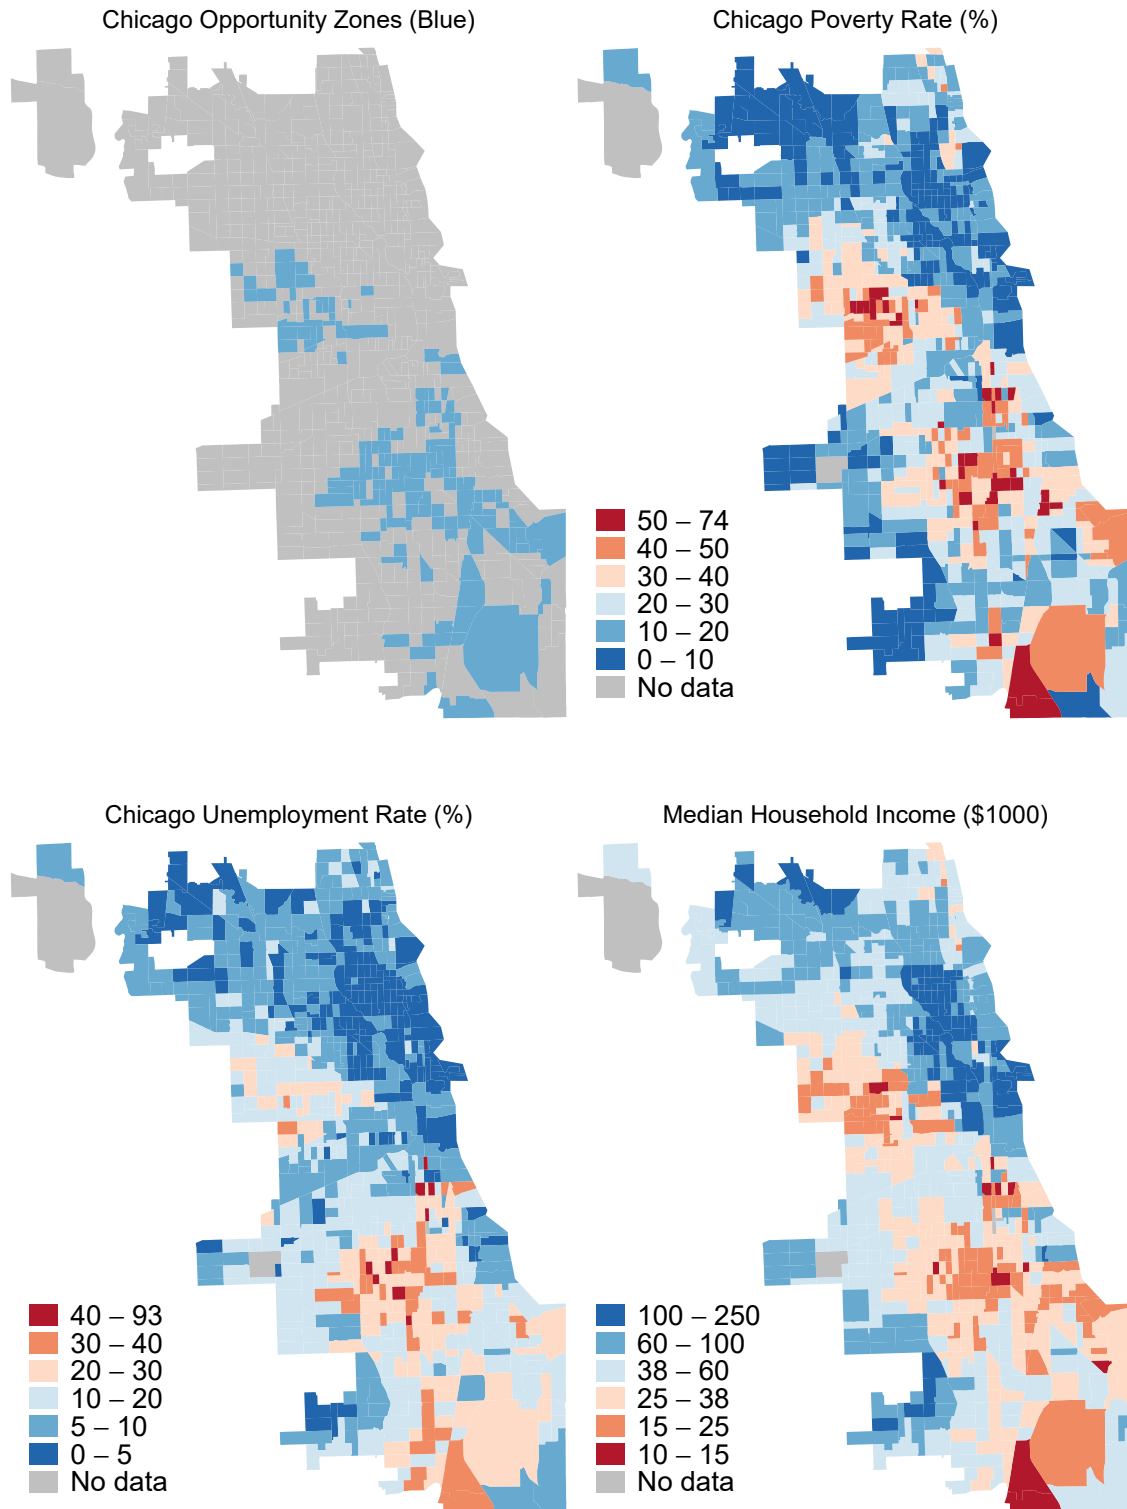 Chicago Opportunity Zones (Blue)
Chicago Poverty Rate (%)
50 – 74
40 – 50
30 – 40
20 – 30
10 – 20
0 – 10
No data
Chicago Unemployment Rate (%)
Median Household Income ($1000)
40 – 93
30 – 40
20 – 30
10 – 20
5 – 10
0 – 5
No data
100 – 250
60 – 100
38 – 60
25 – 38
15 – 25
10 – 15
No data